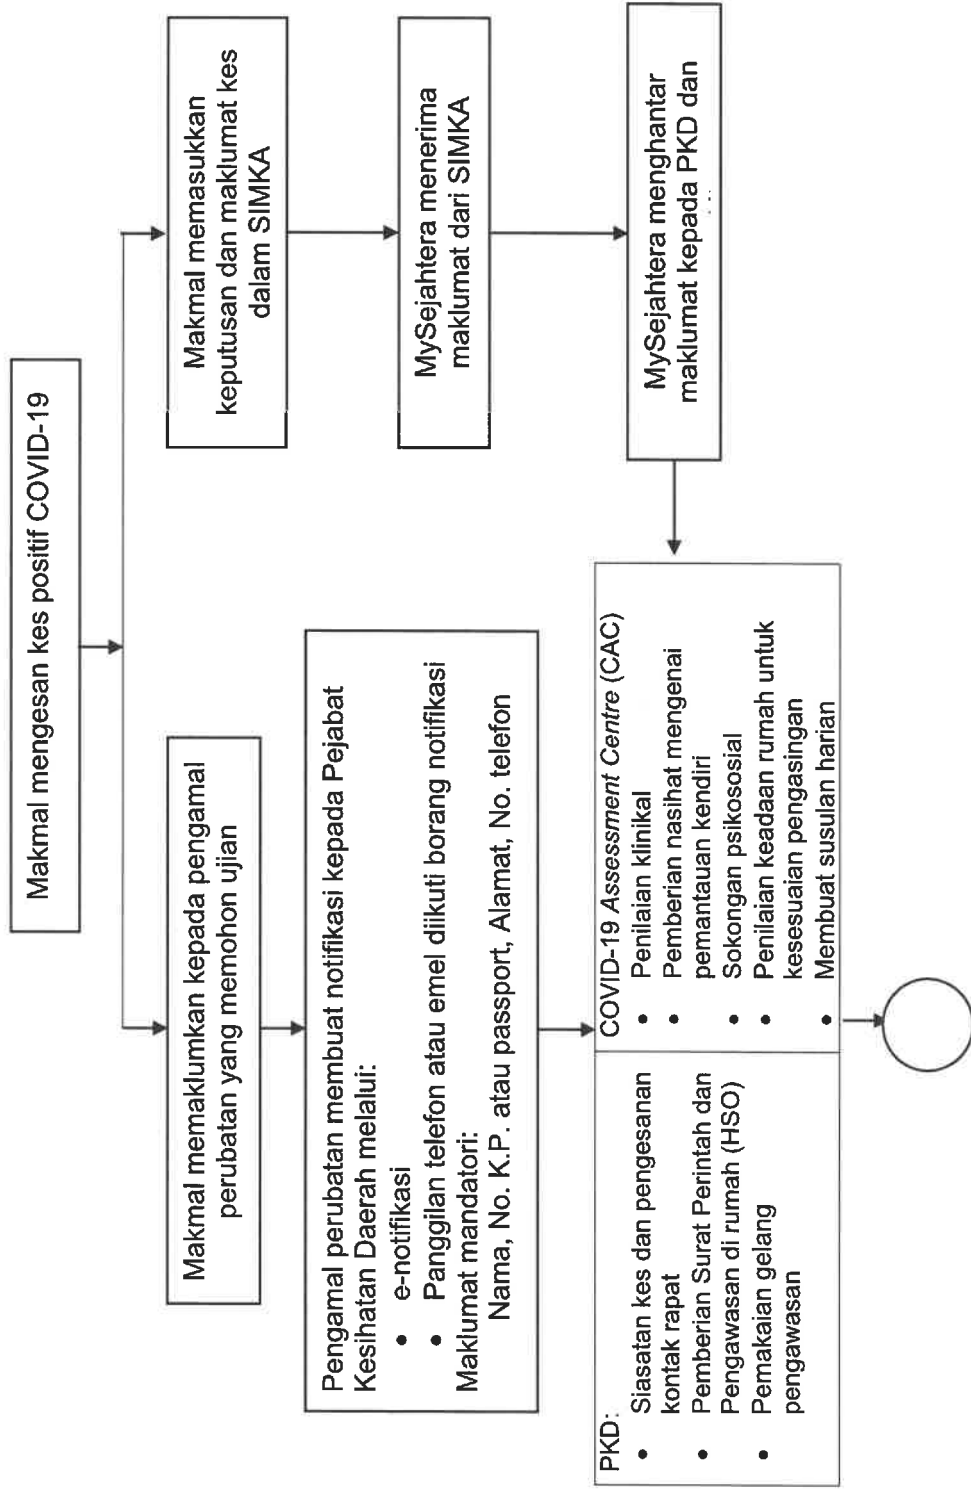 Makmal mengesan kes positif COVID-19
Makmal memaklumkan kepada pengamal
perubatan yang memohon ujian
Pengamal perubatan membuat notifikasi kepada Pejabat
Kesihatan Daerah melalui:
• e-notifikasi
• Panggilan telefon atau emel diikuti borang notifikasi
Maklumat mandatori:
Nama, No. K.P. atau passport, Alamat, No. telefon
Makmal memasukkan
keputusan dan maklumat kes
dalam SIMKA
MySejahtera menerima
maklumat dari SIMKA
MySejahtera menghantar
maklumat kepada PKD dan
PKD:
• Siasatan kes dan pengesanan
kontak rapat
• Pemberian Surat Perintah dan
Pengawasan di rumah (HSO)
• Pemakaian gelang
pengawasan
COVID-19 Assessment Centre (CAC)
• Penilaian klinikal
• Pemberian nasihat mengenai
pemantauan kendiri
• Sokongan psikososial
• Penilaian keadaan rumah untuk
kesesuaian pengasingan
• Membuat susulan harian